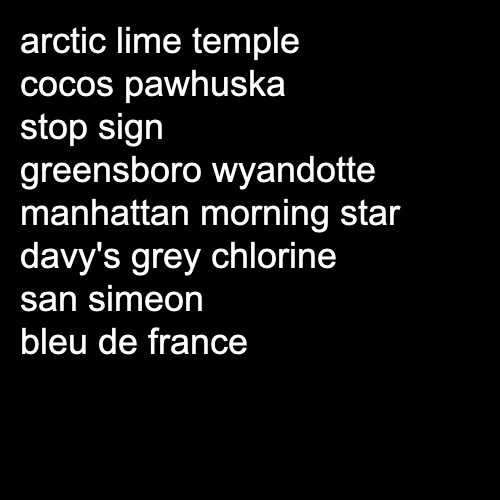 arctic lime temple
cocos pawhuska
stop sign
greensboro wyandotte
manhattan morning star
davy's grey chlorine
san simeon
bleu de france